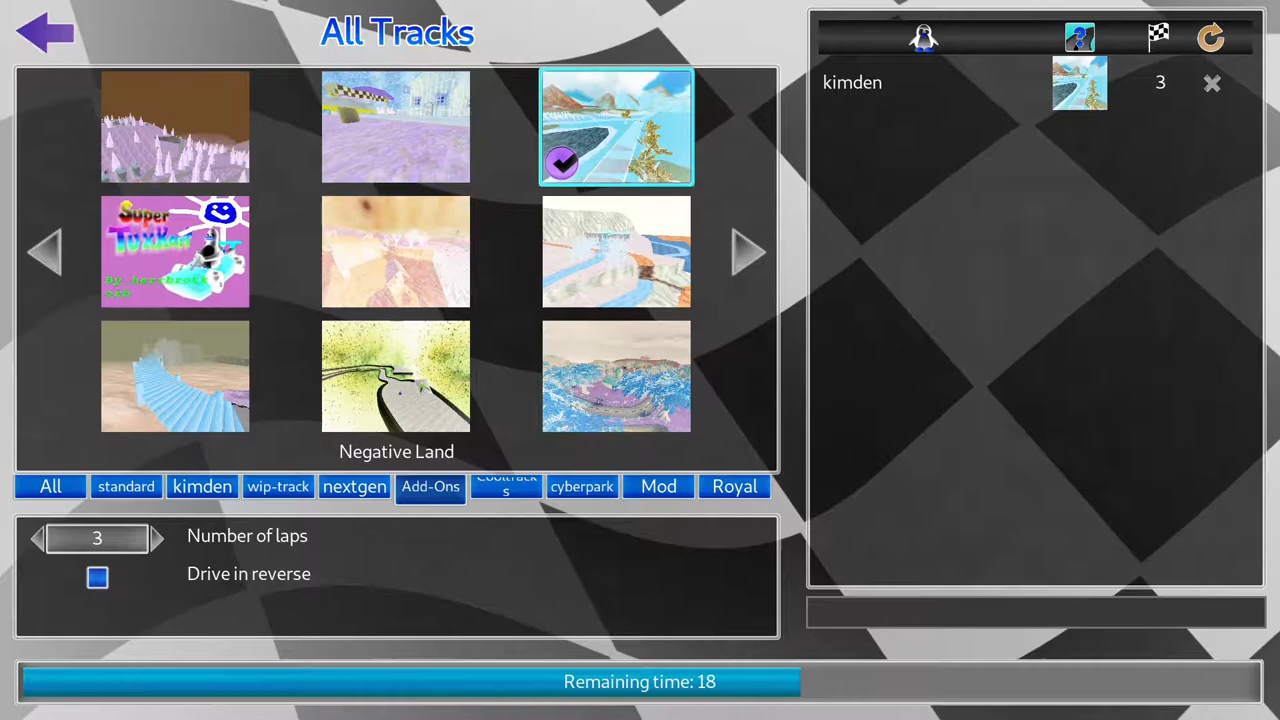 All Tracks
kimden
3
Super
TuxKart
Negative Land
All
standard
kimden
wip-track
nextgen
Add-Ons
Cooltrack
s
cyberpark
Mod
Royal
3
Number of laps
Drive in reverse
Remaining time: 18